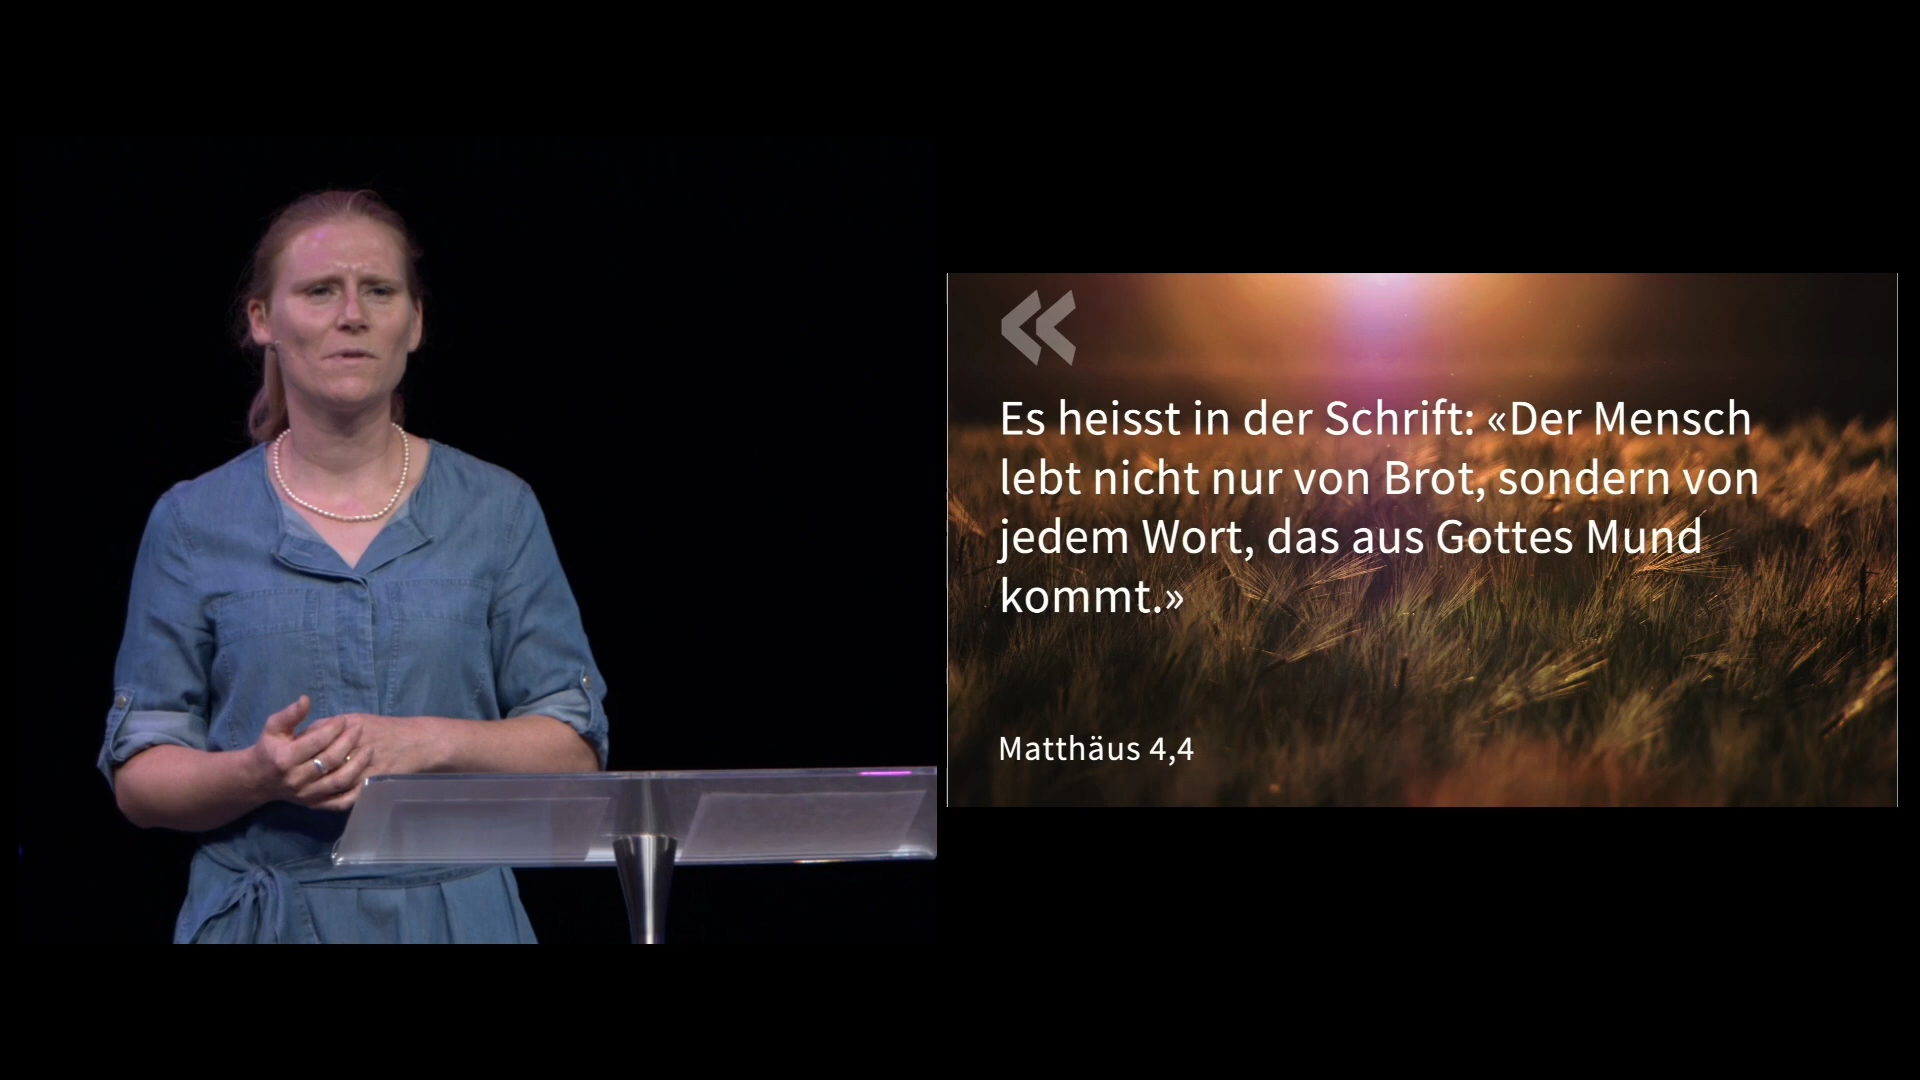 «
Es heisst in der Schrift: «Der Mensch
lebt nicht nur von Brot, sondern von
jedem Wort, das aus Gottes Mund
kommt.»
Matthäus 4,4